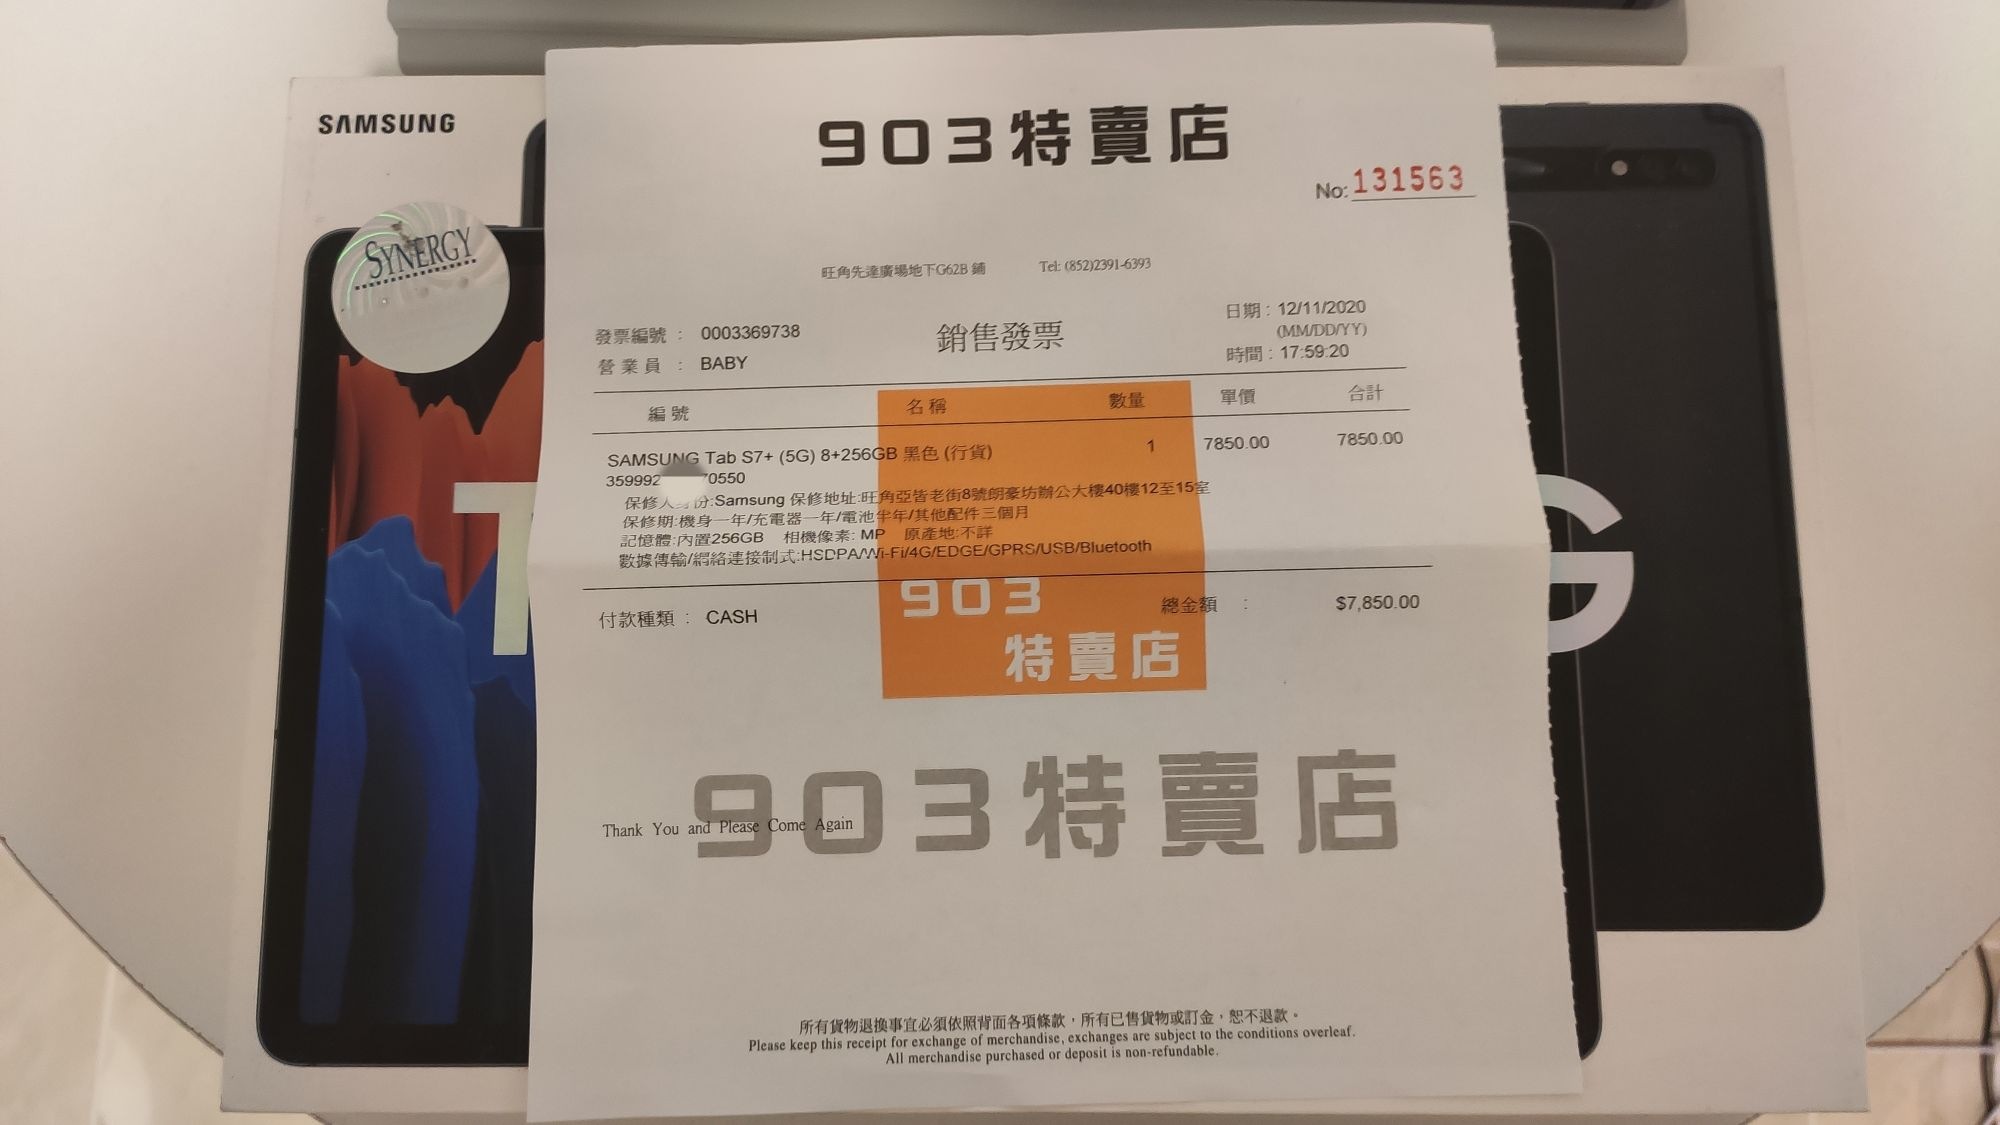 SAMSUNG
SYNERGY
T
G
903特賣店
No: 131563
旺角先達廣場地下G62B 鋪 Tel: (852)2391-6393
發票編號 : 0003369738
銷售發票
日期 : 12/11/2020
(MM/DD/YY)
營業員 : BABY
時間 : 17:59:20
編號 名稱 數量 單價 合計
SAMSUNG Tab S7+ (5G) 8+256GB 黑色 (行貨) 1 7850.00 7850.00
359992 70550
保修人身份:Samsung 保修地址:旺角亞皆老街8號朗豪坊辦公大樓40樓12至15室
保修期:機身一年/充電器一年/電池半年/其他配件三個月
記憶體:內置256GB 相機像素: MP 原產地:不詳
數據傳輸/網絡連接制式:HSDPA/Wi-Fi/4G/EDGE/GPRS/USB/Bluetooth
付款種類 : CASH 總金額 : $7,850.00
903
特賣店
903特賣店
Thank You and Please Come Again
所有貨物退換事宜必須依照背面各項條款，所有已售貨物或訂金，恕不退款。
Please keep this receipt for exchange of merchandise, exchanges are subject to the conditions overleaf.
All merchandise purchased or deposit is non-refundable.